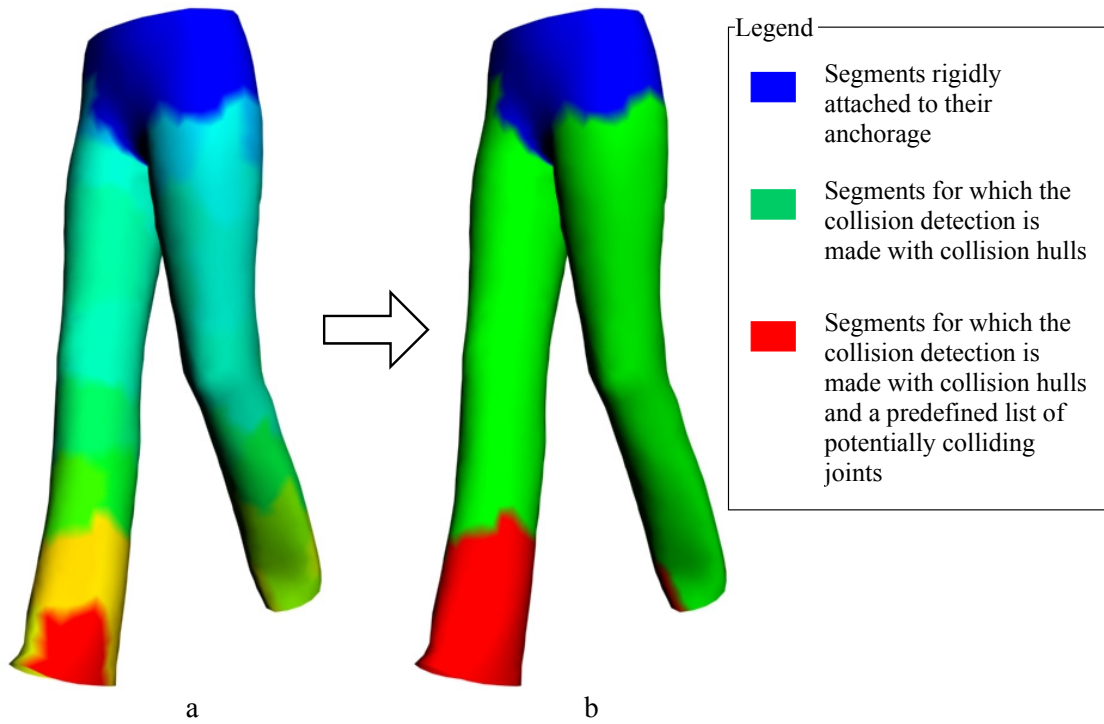 Legend
Segments rigidly
attached to their
anchorage
Segments for which the
collision detection is
made with collision hulls
Segments for which the
collision detection is
made with collision hulls
and a predefined list of
potentially colliding
joints
a
b